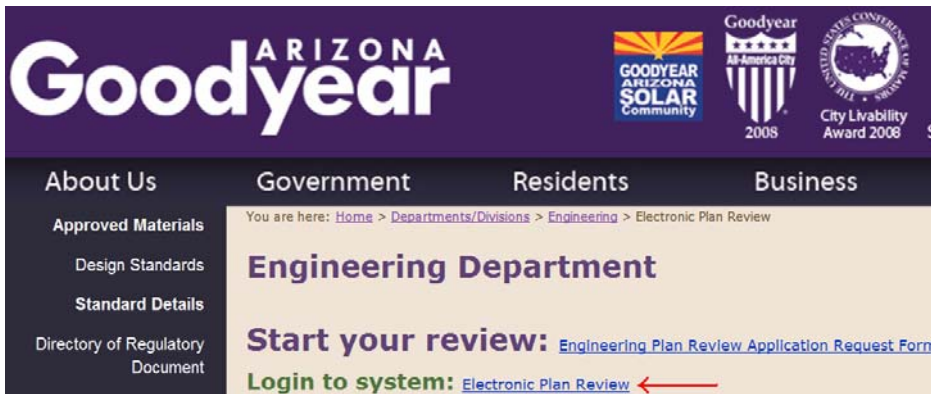 ARIZONA
Goodyear
GOODYEAR
ARIZONA
SOLAR
Community
Goodyear
All-America City
2008
THE UNITED STATES CONFERENCE OF MAYORS
City Livability
Award 2008
About Us Government Residents Business
Approved Materials
Design Standards
Standard Details
Directory of Regulatory
Document
You are here: Home > Departments/Divisions > Engineering > Electronic Plan Review
Engineering Department
Start your review: Engineering Plan Review Application Request Form
Login to system: Electronic Plan Review